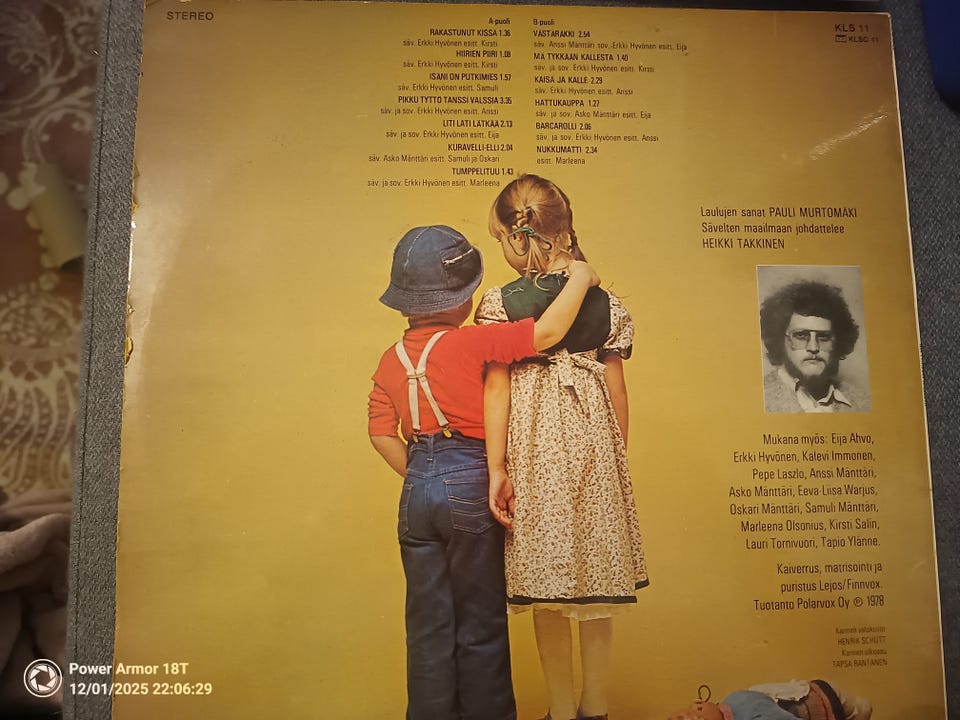 STEREO
A-puoli
RAKASTUNUT KISSA 1.36
säv. Erkki Hyvönen esitt. Kirsti
HIIRIEN PIIRI 1.08
säv. Erkki Hyvönen esitt. Kirsti
ISÄNI ON PUTKIMIES 1.57
säv. Erkki Hyvönen esitt. Samuli
PIKKU TYTTÖ TANSSI VALSSIA 3.35
säv. ja sov. Erkki Hyvönen esitt. Anssi
LITI LATI LÄTKÄÄ 2.13
säv. ja sov. Erkki Hyvönen esitt. Eija
KURAVELLI-ELLI 2.04
säv. Asko Mänttäri esitt. Samuli ja Oskari
TUMPPELITUU 1.43
säv. ja sov. Erkki Hyvönen esitt. Marleena
B-puoli
VÄSTÄRÄKKI 2.54
säv. Anssi Mänttäri sov. Erkki Hyvönen esitt. Eija
MÄ TYKKÄÄN KALLESTA 1.40
säv. ja sov. Erkki Hyvönen esitt. Kirsti
KAISA JA KALLE 2.29
säv. ja sov. Erkki Hyvönen esitt. Anssi
HATTUKAUPPA 1.27
säv. ja sov. Asko Mänttäri esitt. Eija
BARCAROLLI 2.06
säv. ja sov. Erkki Hyvönen esitt. Anssi
NUKKUMATTI 2.34
esitt. Marleena
KLS 11
KLSC 11
Laulujen sanat PAULI MURTOMÄKI
Sävelten maailmaan johdattelee
HEIKKI TAKKINEN
Mukana myös: Eija Ahvo,
Erkki Hyvönen, Kalevi Immonen,
Pepe Laszlo, Anssi Mänttäri,
Asko Mänttäri, Eeva-Liisa Warjus,
Oskari Mänttäri, Samuli Mänttäri,
Marleena Olsonius, Kirsti Salin,
Lauri Tornivuori, Tapio Ylänne.
Kaiverrus, matrisointi ja
puristus Lejos/Finnvox.
Tuotanto Polarvox Oy ℗ 1978
Kannen valokuvat
HENRIK SCHÜTT
Kannen ulkoasu
TAPSA RANTANEN
Power Armor 18T
12/01/2025 22:06:29